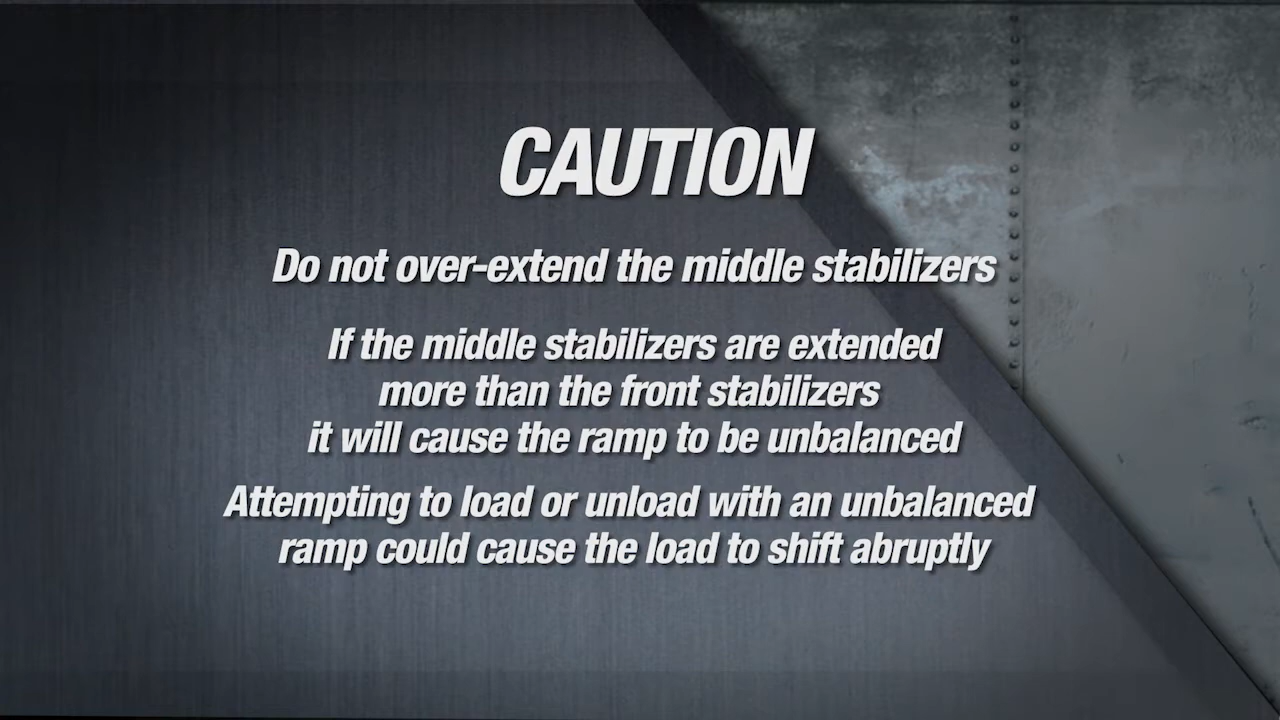 CAUTION
Do not over-extend the middle stabilizers
If the middle stabilizers are extended
more than the front stabilizers
it will cause the ramp to be unbalanced
Attempting to load or unload with an unbalanced
ramp could cause the load to shift abruptly